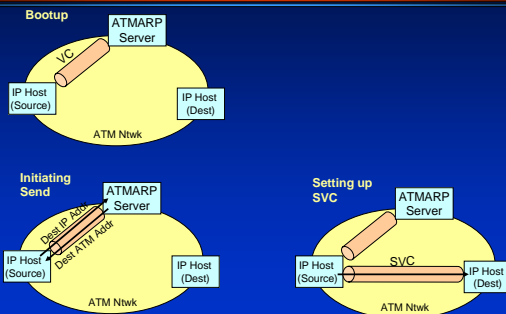 Bootup
ATMARP
Server
VC
IP Host
(Source)
IP Host
(Dest)
ATM Ntwk
Initiating
Send
ATMARP
Server
Dest IP Addr
Dest ATM Addr
IP Host
(Source)
IP Host
(Dest)
ATM Ntwk
Setting up
SVC
ATMARP
Server
IP Host
(Source)
SVC
IP Host
(Dest)
ATM Ntwk